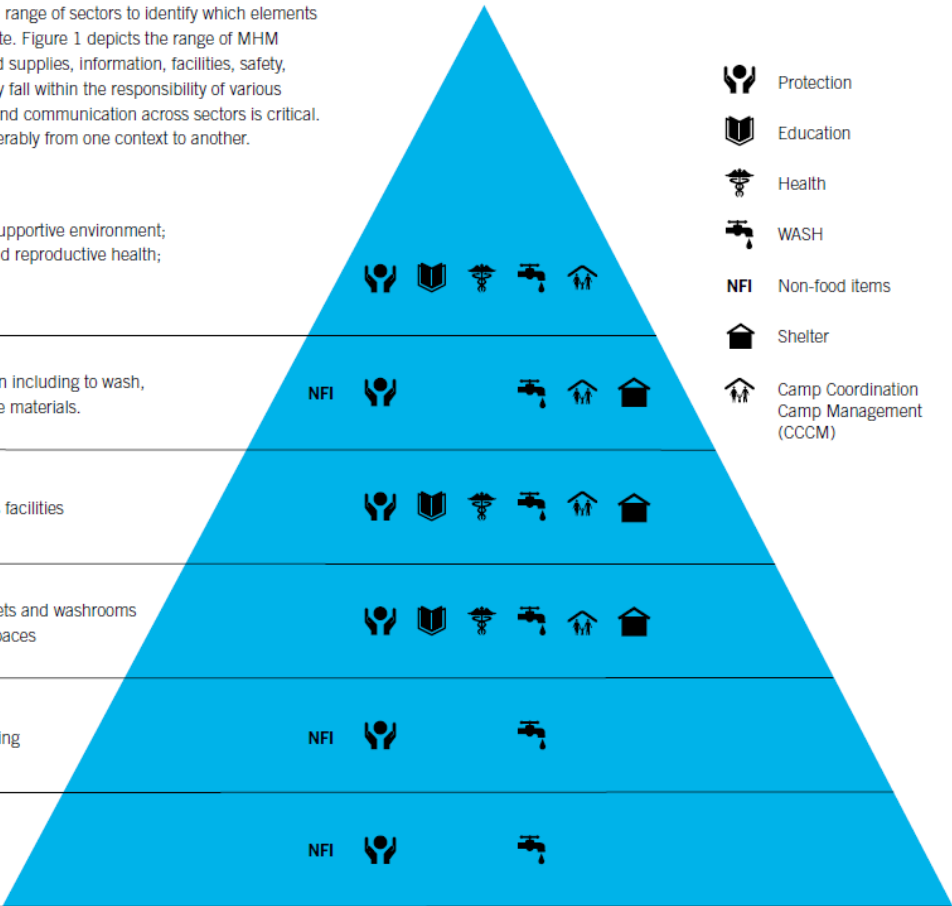 range of sectors to identify which elements
te. Figure 1 depicts the range of MHM
d supplies, information, facilities, safety,
y fall within the responsibility of various
nd communication across sectors is critical.
erably from one context to another.
upportive environment;
d reproductive health;
n including to wash,
e materials.
facilities
ets and washrooms
paces
ing
NFI
NFI
NFI
Protection
Education
Health
WASH
NFI Non-food items
Shelter
Camp Coordination
Camp Management
(CCCM)